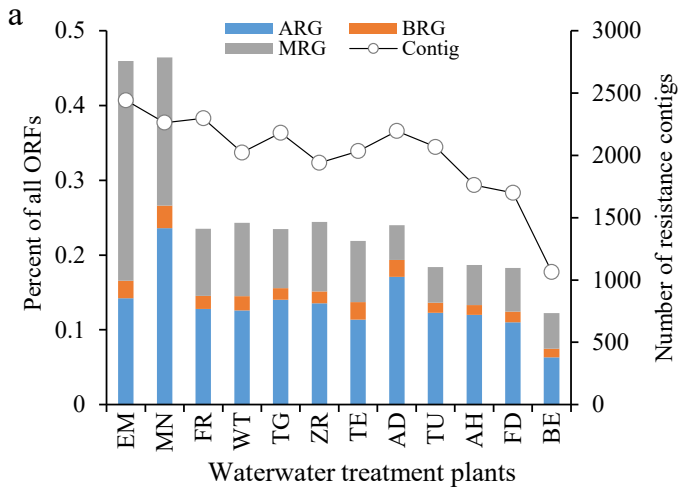 a
ARG
BRG
MRG
Contig
Percent of all ORFs
0.5
0.4
0.3
0.2
0.1
0
3000
2500
2000
1500
1000
500
0
Number of resistance contigs
EM
MN
FR
WT
TG
ZR
TE
AD
TU
AH
FD
BE
Waterwater treatment plants